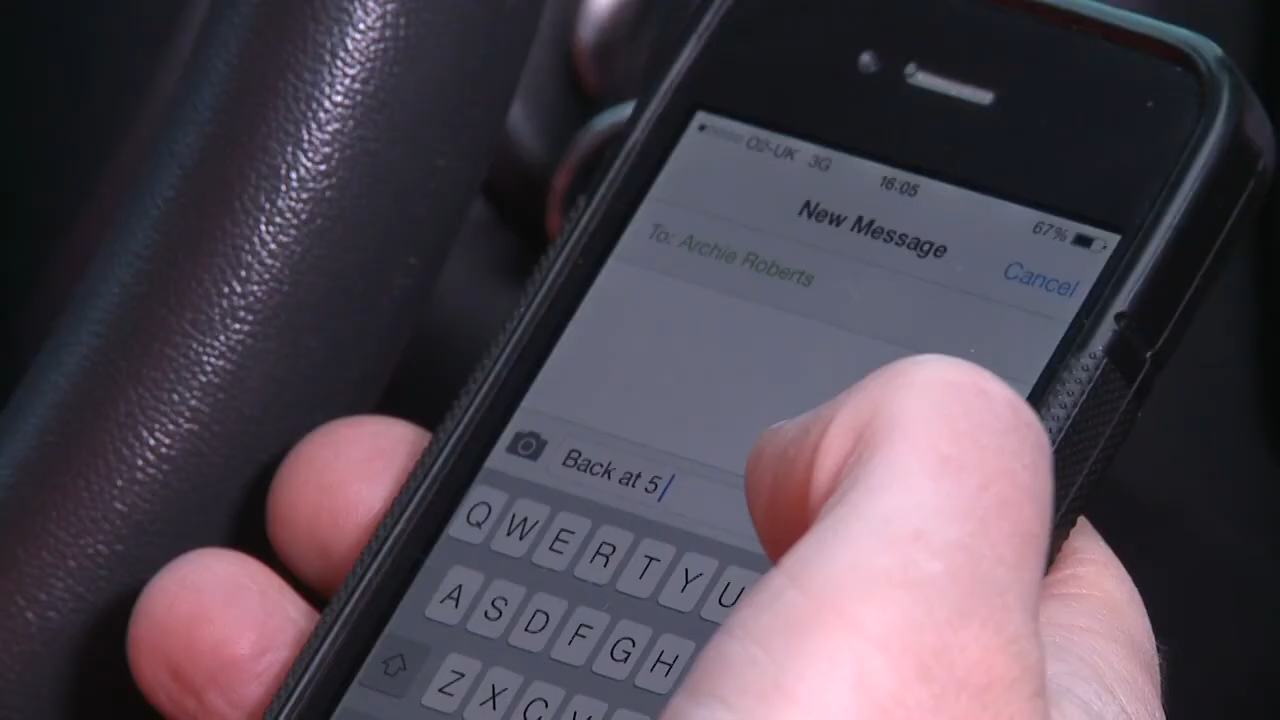 O2-UK 3G
16:05
67%
New Message
Cancel
To: Archie Roberts
Back at 5
Q W E R T Y U
A S D F G H
Z X C V